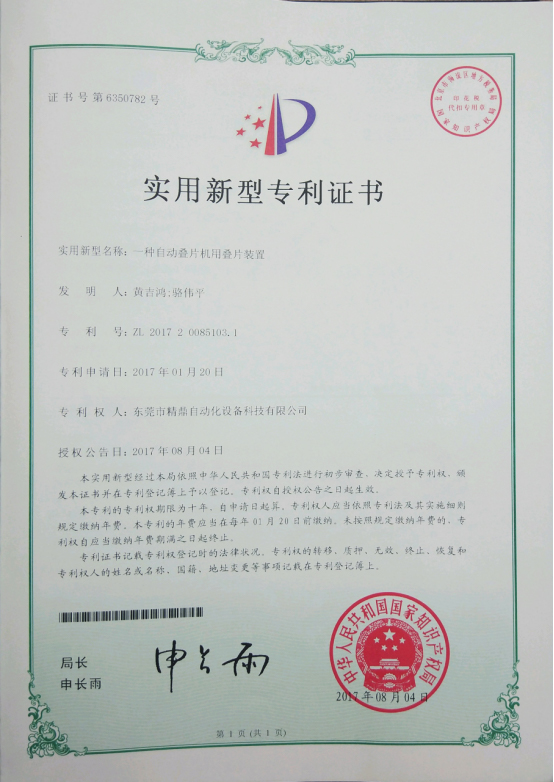 证书号第6350782号
印花税
代扣专用章
国家知识产权局
实用新型专利证书
实用新型名称：一种自动叠片机用叠片装置
发 明 人：黄吉鸿;骆伟平
专 利 号：ZL 2017 2 0085103.1
专利申请日：2017年01月20日
专 利 权 人：东莞市精鼎自动化设备科技有限公司
授权公告日：2017年08月04日
本实用新型经过本局依照中华人民共和国专利法进行初步审查，决定授予专利权，颁
发本证书并在专利登记簿上予以登记。专利权自授权公告之日起生效。
本专利的专利权期限为十年，自申请日起算。专利权人应当依照专利法及其实施细则
规定缴纳年费。本专利的年费应当在每年01月20日前缴纳。未按照规定缴纳年费的，专
利权自应当缴纳年费期满之日起终止。
专利证书记载专利权登记时的法律状况。专利权的转移、质押、无效、终止、恢复和
专利权人的姓名或名称、国籍、地址变更等事项记载在专利登记簿上。
局长
申长雨
申长雨
中华人民共和国国家知识产权局
2017年08月04日
第1页(共1页)